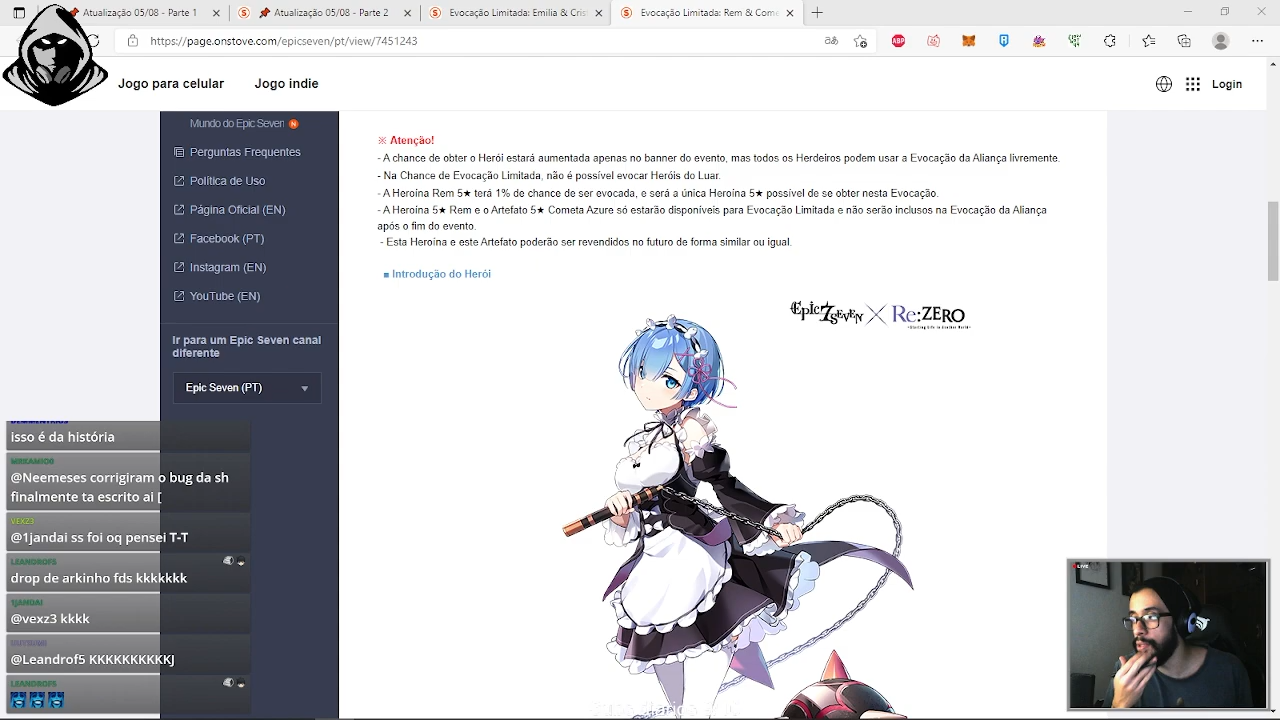 Atualização 05/08 - Parte 1
Atualização 05/08 - Parte 2
Evocação Limitada: Emilia & Cris
Evocação Limitada: Rem & Come
https://page.onstove.com/epicseven/pt/view/7451243
ABP
Jogo para celular
Jogo indie
Login
Mundo do Epic Seven N
Perguntas Frequentes
Política de Uso
Página Oficial (EN)
Facebook (PT)
Instagram (EN)
YouTube (EN)
Ir para um Epic Seven canal
diferente
Epic Seven (PT)
※ Atenção!
- A chance de obter o Herói estará aumentada apenas no banner do evento, mas todos os Herdeiros podem usar a Evocação da Aliança livremente.
- Na Chance de Evocação Limitada, não é possível evocar Heróis do Luar.
- A Heroína Rem 5★ terá 1% de chance de ser evocada, e será a única Heroína 5★ possível de se obter nesta Evocação.
- A Heroína 5★ Rem e o Artefato 5★ Cometa Azure só estarão disponíveis para Evocação Limitada e não serão inclusos na Evocação da Aliança
após o fim do evento.
- Esta Heroína e este Artefato poderão ser revendidos no futuro de forma similar ou igual.
■ Introdução do Herói
EPIC SEVEN X Re:ZERO
-Starting Life in Another World-
isso é da história
MRKAMIOR
@Neemeses corrigiram o bug da sh
finalmente ta escrito ai [
VEXZ3
@1jandai ss foi oq pensei T-T
LEANDROF5
drop de arkinho fds kkkkkkk
1JANDAI
@vexz3 kkkk
@Leandrof5 KKKKKKKKKKJ
LEANDROF5
LIVE